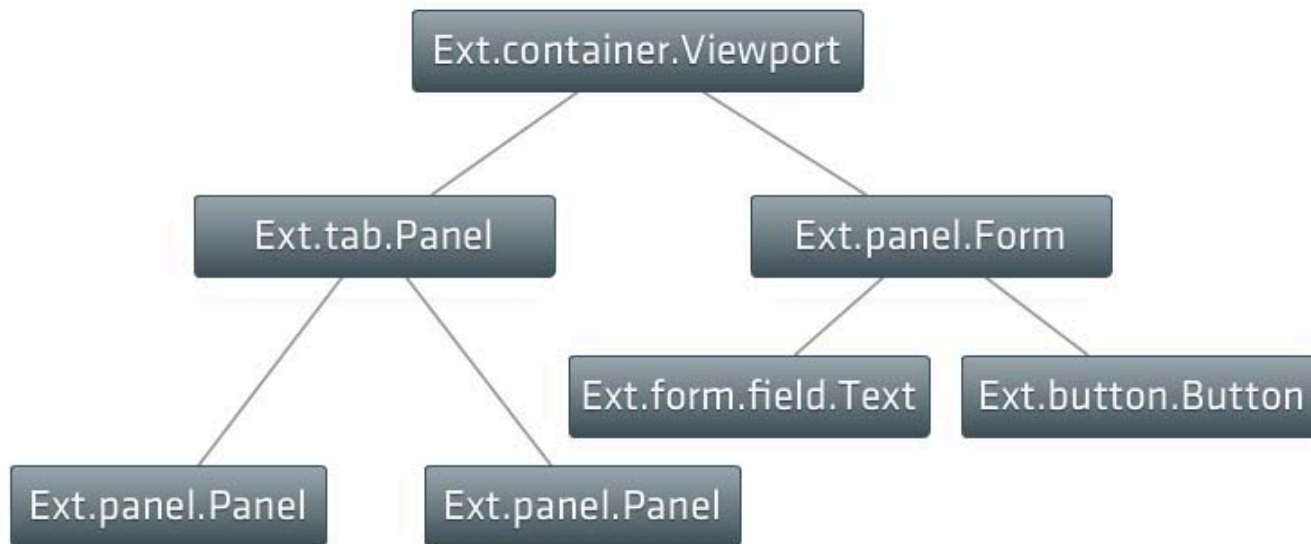 Ext.container.Viewport
Ext.tab.Panel
Ext.panel.Form
Ext.form.field.Text
Ext.button.Button
Ext.panel.Panel
Ext.panel.Panel